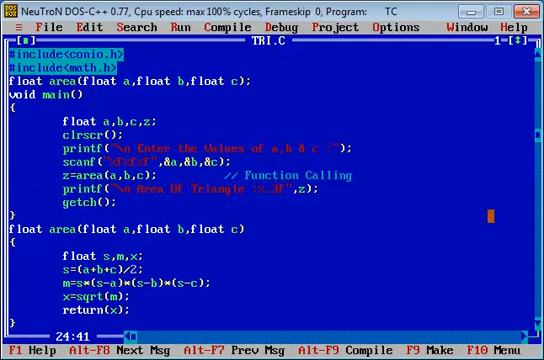 NeuTroN DOS-C++ 0.77, Cpu speed: max 100% cycles, Frameskip 0, Program: TC
≡ File Edit Search Run Compile Debug Project Options Window Help
[■] TRI.C 1=[↕]
#include<conio.h>
#include<math.h>
float area(float a,float b,float c);
void main()
{
float a,b,c,z;
clrscr();
printf("\n Enter the Values of a,b & c :");
scanf("%f%f%f",&a,&b,&c);
z=area(a,b,c); // Function Calling
printf("\n Area Of Triangle :%.3f",z);
getch();
}
float area(float a,float b,float c)
{
float s,m,x;
s=(a+b+c)/2;
m=s*(s-a)*(s-b)*(s-c);
x=sqrt(m);
return(x);
}
24:41
F1 Help Alt-F8 Next Msg Alt-F7 Prev Msg Alt-F9 Compile F9 Make F10 Menu